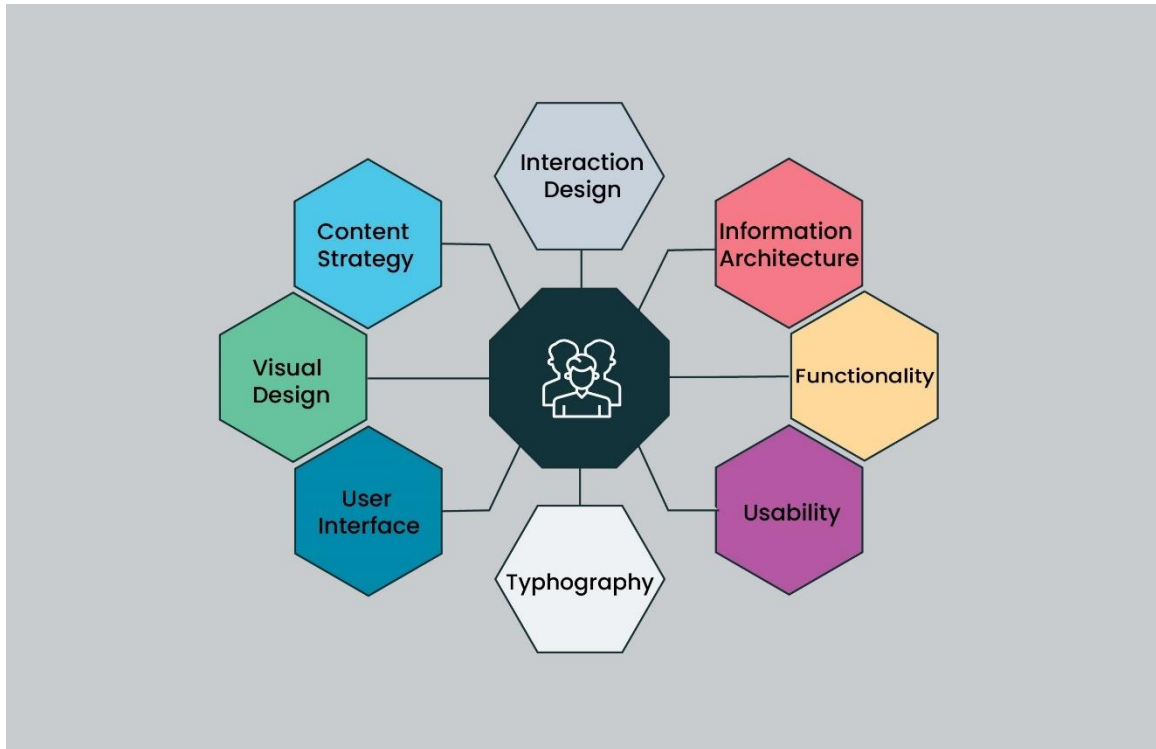 Interaction
Design
Content
Strategy
Information
Architecture
Visual
Design
Functionality
User
Interface
Usability
Typhography